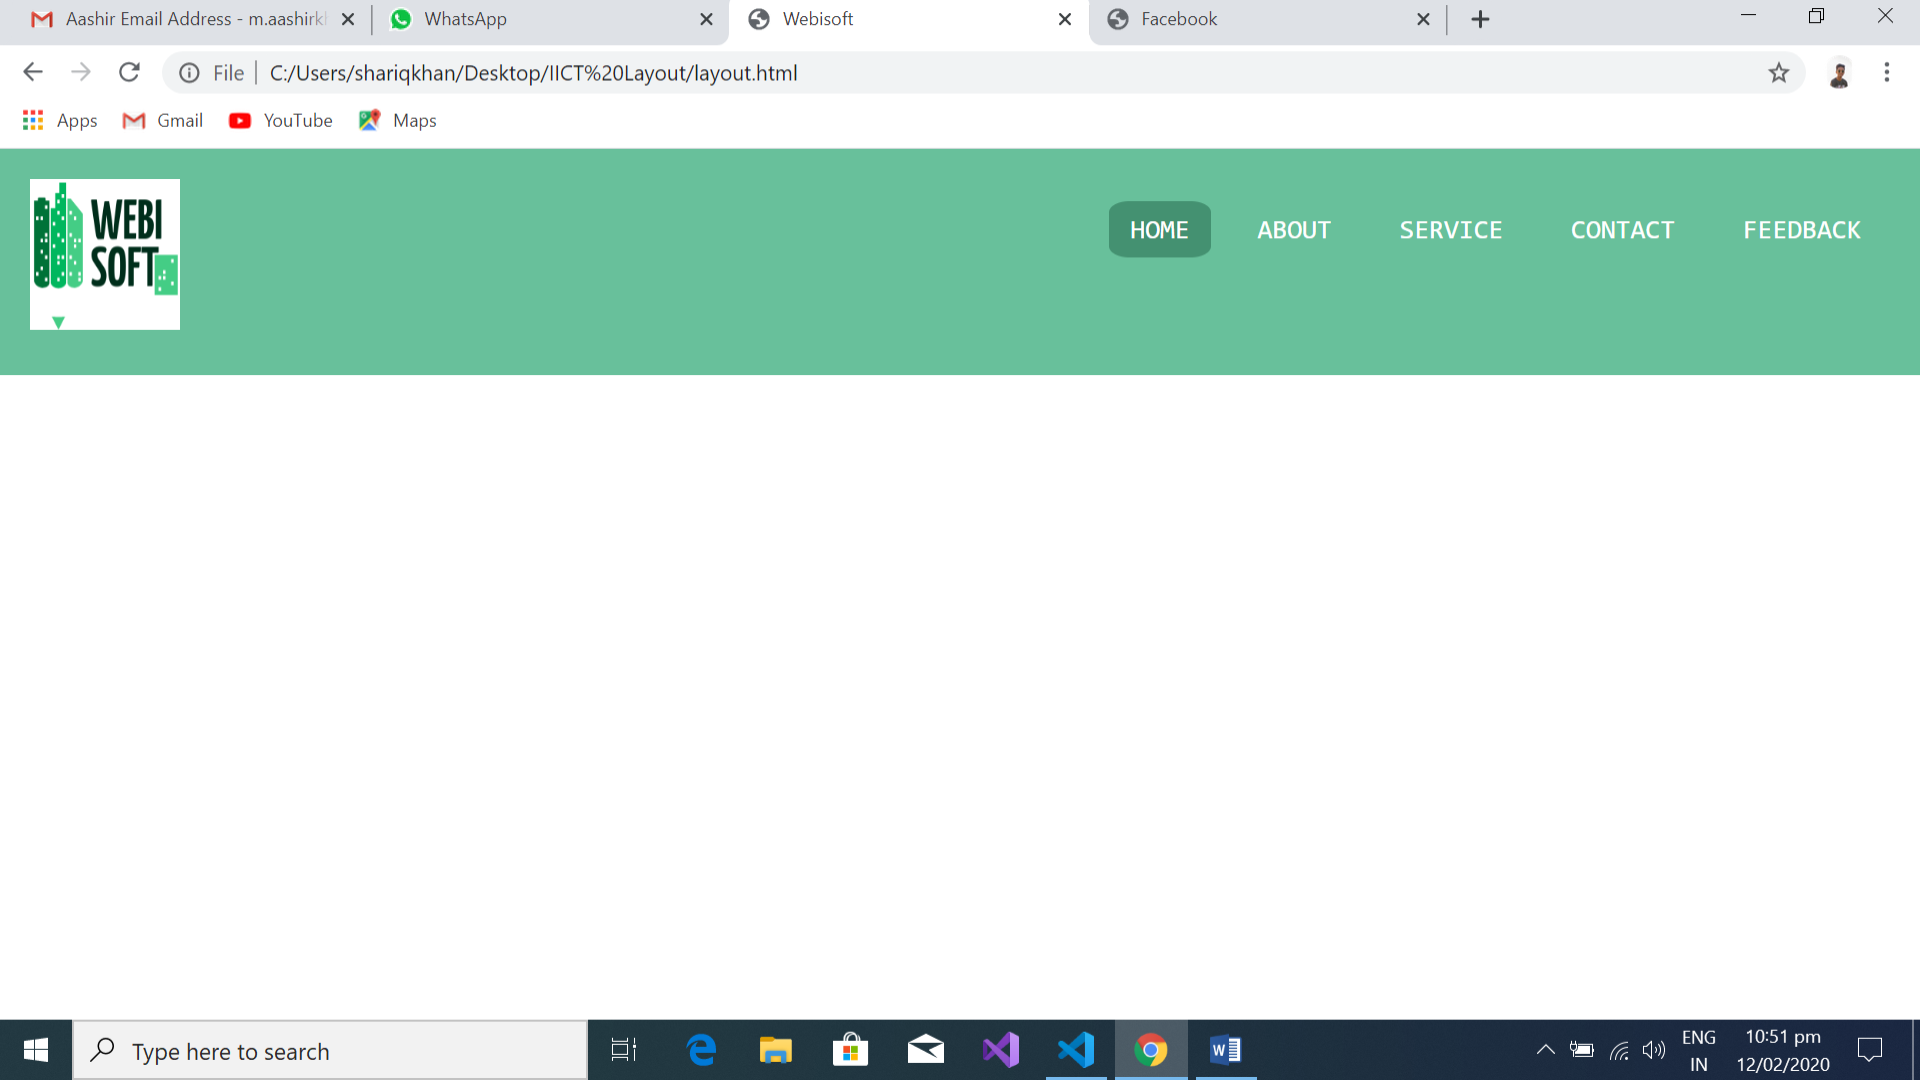 Aashir Email Address - m.aashirkh
WhatsApp
Webisoft
Facebook
File
C:/Users/shariqkhan/Desktop/IICT%20Layout/layout.html
Apps
Gmail
YouTube
Maps
WEBI
SOFT
HOME
ABOUT
SERVICE
CONTACT
FEEDBACK
Type here to search
ENG
IN
10:51 pm
12/02/2020